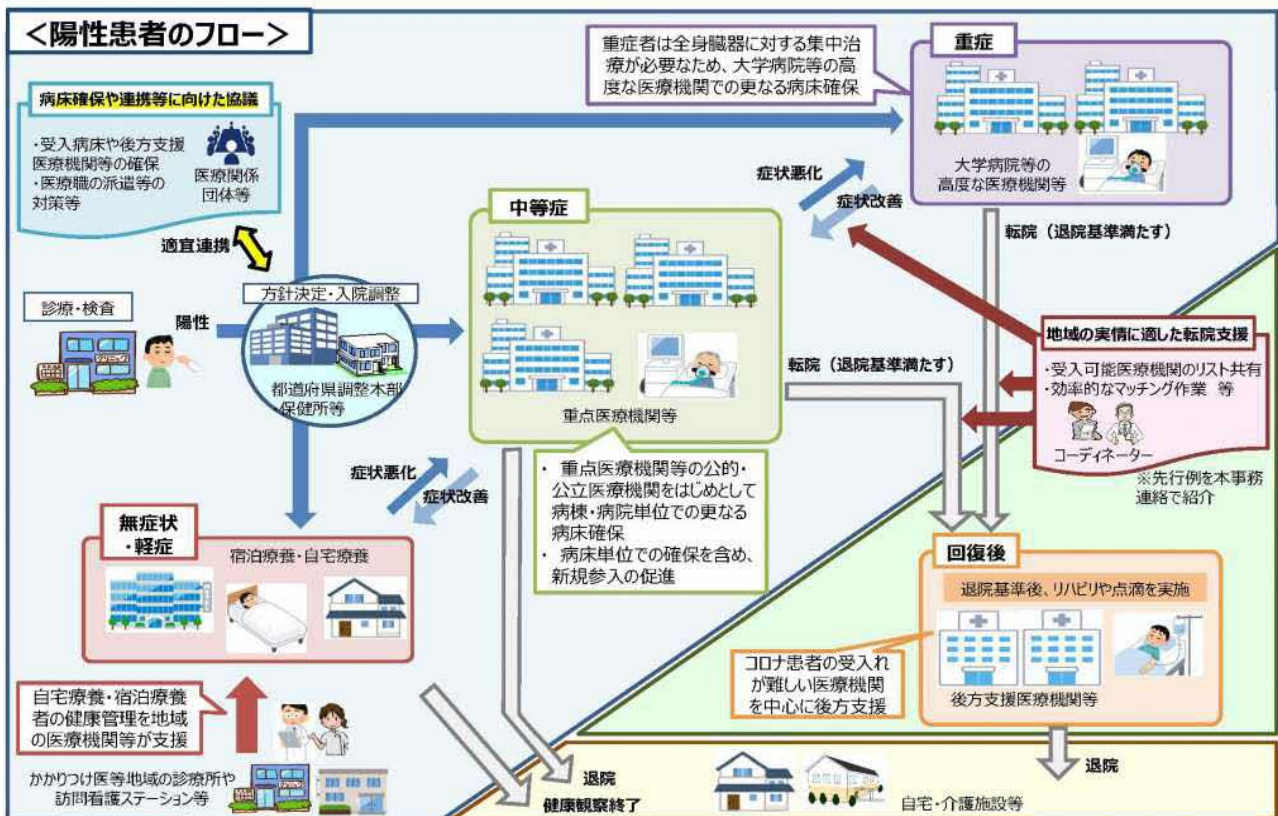 ＜陽性患者のフロー＞
病床確保や連携等に向けた協議
・受入病床や後方支援
医療機関等の確保
・医療職の派遣等の
対策等
医療関係
団体等
適宜連携
診療・検査
陽性
方針決定・入院調整
都道府県調整本部
・保健所等
重症者は全身臓器に対する集中治
療が必要なため、大学病院等の高
度な医療機関での更なる病床確保
重症
大学病院等の
高度な医療機関等
症状悪化
症状改善
中等症
重点医療機関等
転院（退院基準満たす）
転院（退院基準満たす）
地域の実情に適した転院支援
・受入可能医療機関のリスト共有
・効率的なマッチング作業 等
コーディネーター
※先行例を本事務
連絡で紹介
・ 重点医療機関等の公的・
公立医療機関をはじめとして
病棟・病院単位での更なる
病床確保
・ 病床単位での確保を含め、
新規参入の促進
症状悪化
症状改善
無症状
・軽症
宿泊療養・自宅療養
自宅療養・宿泊療養
者の健康管理を地域
の医療機関等が支援
かかりつけ医等地域の診療所や
訪問看護ステーション等
回復後
退院基準後、リハビリや点滴を実施
後方支援医療機関等
コロナ患者の受入れ
が難しい医療機関
を中心に後方支援
退院
健康観察終了
退院
自宅・介護施設等